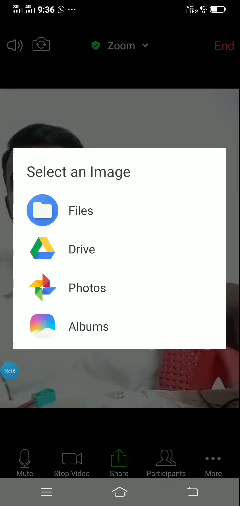 9:36
Zoom
End
Select an Image
Files
Drive
Photos
Albums
Mute
Stop Video
Share
Participants
More